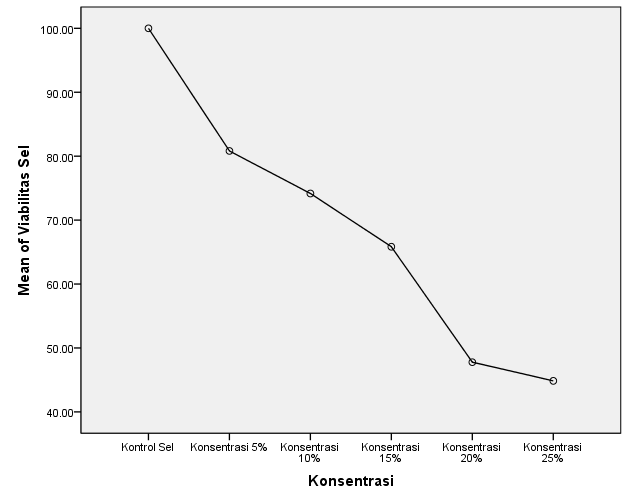 Mean of Viabilitas Sel
100.00
90.00
80.00
70.00
60.00
50.00
40.00
Kontrol Sel
Konsentrasi 5%
Konsentrasi
10%
Konsentrasi
15%
Konsentrasi
20%
Konsentrasi
25%
Konsentrasi